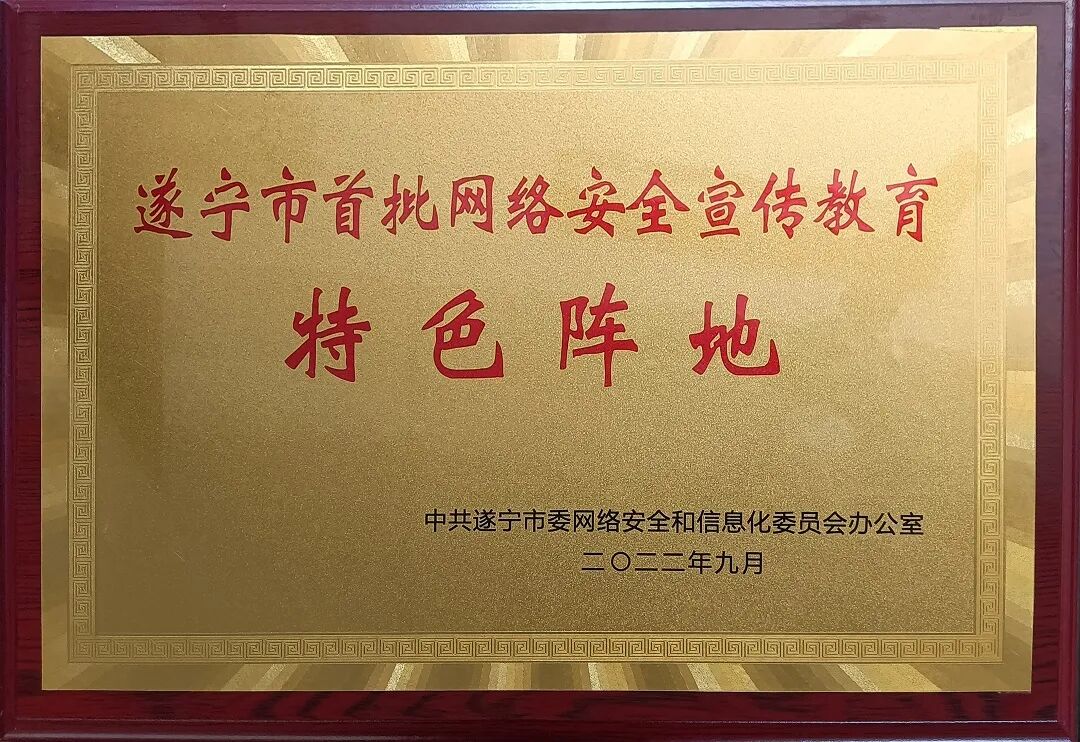 遂宁市首批网络安全宣传教育
特色阵地
中共遂宁市委网络安全和信息化委员会办公室
二〇二二年九月